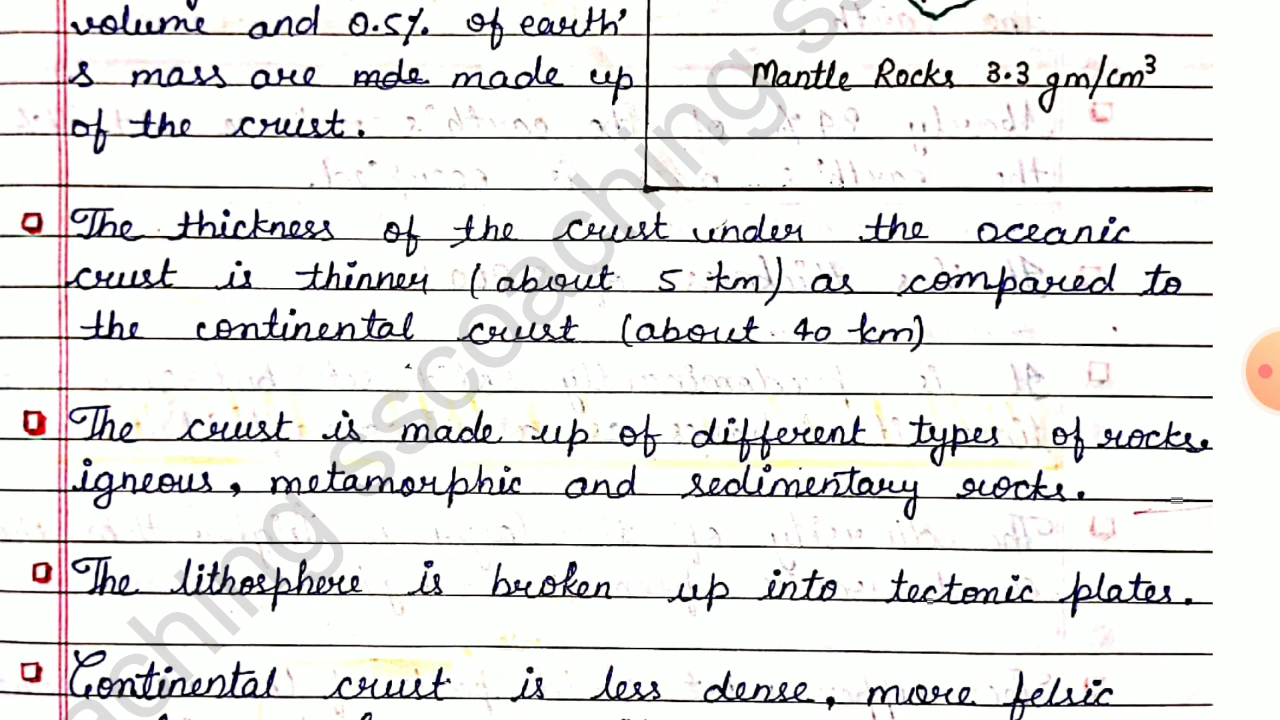 volume and 0.5% of earth'
s mass are made up
of the crust.
Mantle Rocks 3.3 gm/cm³
The thickness of the crust under the oceanic
crust is thinner (about 5 km) as compared to
the continental crust (about 40 km)
The crust is made up of different types of rocks.
igneous, metamorphic and sedimentary rocks.
The lithosphere is broken up into tectonic plates.
Continental crust is less dense, more felsic
sscoaching